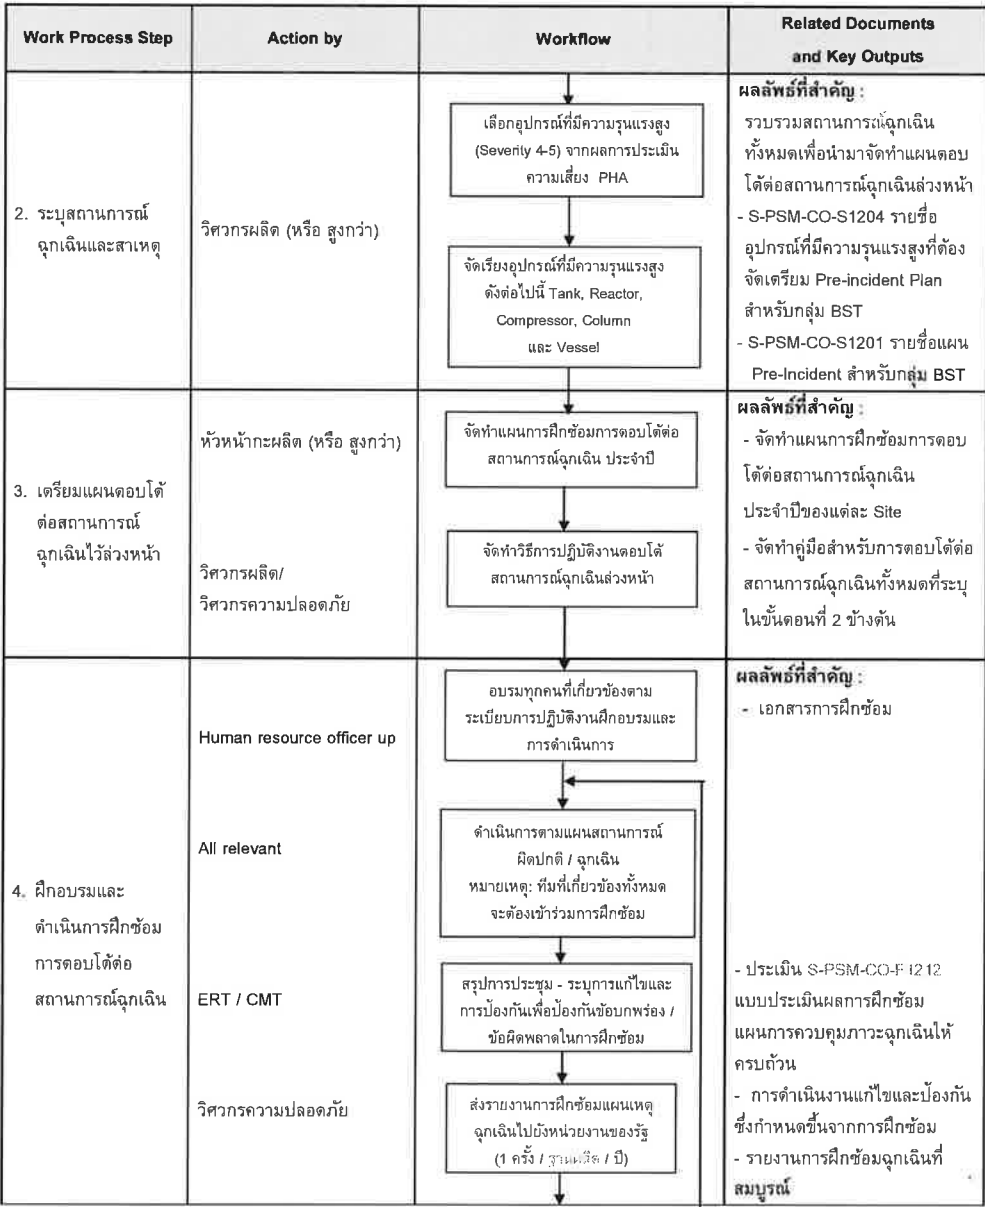 Work Process Step
Action by
Workflow
Related Documents
and Key Outputs
2. ระบุสถานการณ์
ฉุกเฉินและสาเหตุ
วิศวกรผลิต (หรือ สูงกว่า)
เลือกอุปกรณ์ที่มีความรุนแรงสูง
(Severity 4-5) จากผลการประเมิน
ความเสี่ยง PHA
จัดเรียงอุปกรณ์ที่มีความรุนแรงสูง
ดังต่อไปนี้ Tank, Reactor,
Compressor, Column
และ Vessel
ผลลัพธ์ที่สำคัญ :
รวบรวมสถานการณ์ฉุกเฉิน
ทั้งหมดเพื่อนำมาจัดทำแผนตอบ
โต้ต่อสถานการณ์ฉุกเฉินล่วงหน้า
- S-PSM-CO-S1204 รายชื่อ
อุปกรณ์ที่มีความรุนแรงสูงที่ต้อง
จัดเตรียม Pre-incident Plan
สำหรับกลุ่ม BST
- S-PSM-CO-S1201 รายชื่อแผน
Pre-Incident สำหรับกลุ่ม BST
3. เตรียมแผนตอบโต้
ต่อสถานการณ์
ฉุกเฉินไว้ล่วงหน้า
หัวหน้ากะผลิต (หรือ สูงกว่า)
วิศวกรผลิต/
วิศวกรความปลอดภัย
จัดทำแผนการฝึกซ้อมการตอบโต้ต่อ
สถานการณ์ฉุกเฉิน ประจำปี
จัดทำวิธีการปฏิบัติงานตอบโต้
สถานการณ์ฉุกเฉินล่วงหน้า
ผลลัพธ์ที่สำคัญ :
- จัดทำแผนการฝึกซ้อมการตอบ
โต้ต่อสถานการณ์ฉุกเฉิน
ประจำปีของแต่ละ Site
- จัดทำคู่มือสำหรับการตอบโต้ต่อ
สถานการณ์ฉุกเฉินทั้งหมดที่ระบุ
ในขั้นตอนที่ 2 ข้างต้น
4. ฝึกอบรมและ
ดำเนินการฝึกซ้อม
การตอบโต้ต่อ
สถานการณ์ฉุกเฉิน
Human resource officer up
All relevant
ERT / CMT
วิศวกรความปลอดภัย
อบรมทุกคนที่เกี่ยวข้องตาม
ระเบียบการปฏิบัติงานฝึกอบรมและ
การดำเนินการ
ดำเนินการตามแผนสถานการณ์
ผิดปกติ / ฉุกเฉิน
หมายเหตุ: ทีมที่เกี่ยวข้องทั้งหมด
จะต้องเข้าร่วมการฝึกซ้อม
สรุปการประชุม - ระบุการแก้ไขและ
การป้องกันเพื่อป้องกันข้อบกพร่อง /
ข้อผิดพลาดในการฝึกซ้อม
ส่งรายงานการฝึกซ้อมแผนเหตุ
ฉุกเฉินไปยังหน่วยงานของรัฐ
(1 ครั้ง / / ปี)
ผลลัพธ์ที่สำคัญ :
- เอกสารการฝึกซ้อม
- ประเมิน
แบบประเมินผลการฝึกซ้อม
แผนการควบคุมภาวะฉุกเฉินให้
ครบถ้วน
- การดำเนินงานแก้ไขและป้องกัน
ซึ่งกำหนดขึ้นจากการฝึกซ้อม
- รายงานการฝึกซ้อมฉุกเฉินที่
สมบูรณ์